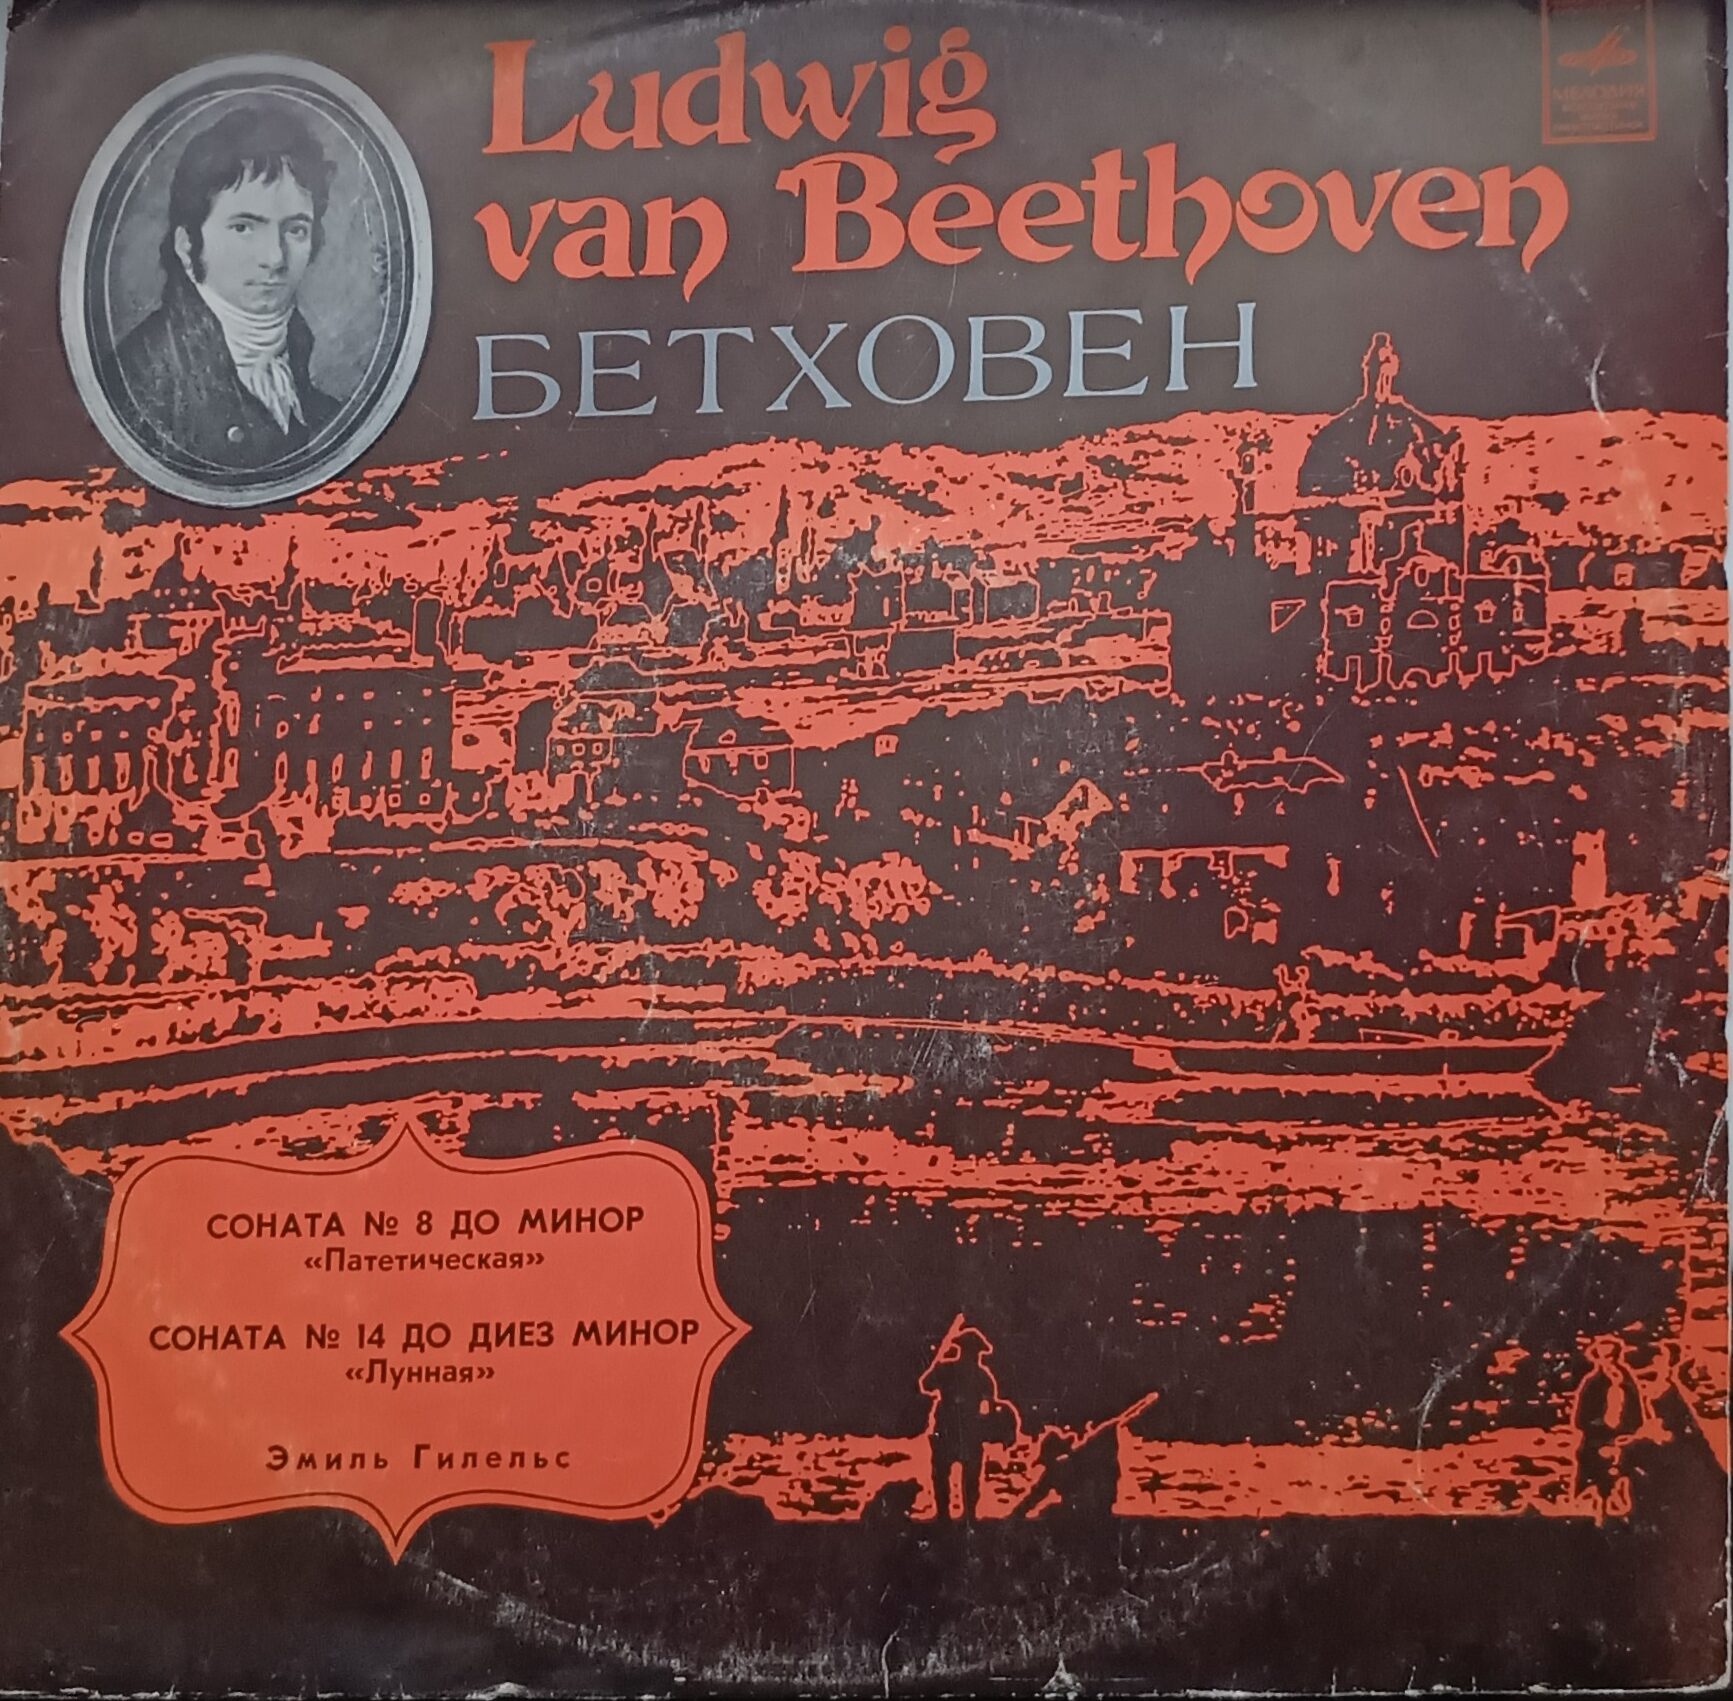 Ludwig
van Beethoven
БЕТХОВЕН
МЕЛОДИЯ
СОНАТА № 8 ДО МИНОР
«Патетическая»
СОНАТА № 14 ДО ДИЕЗ МИНОР
«Лунная»
Эмиль Гилельс